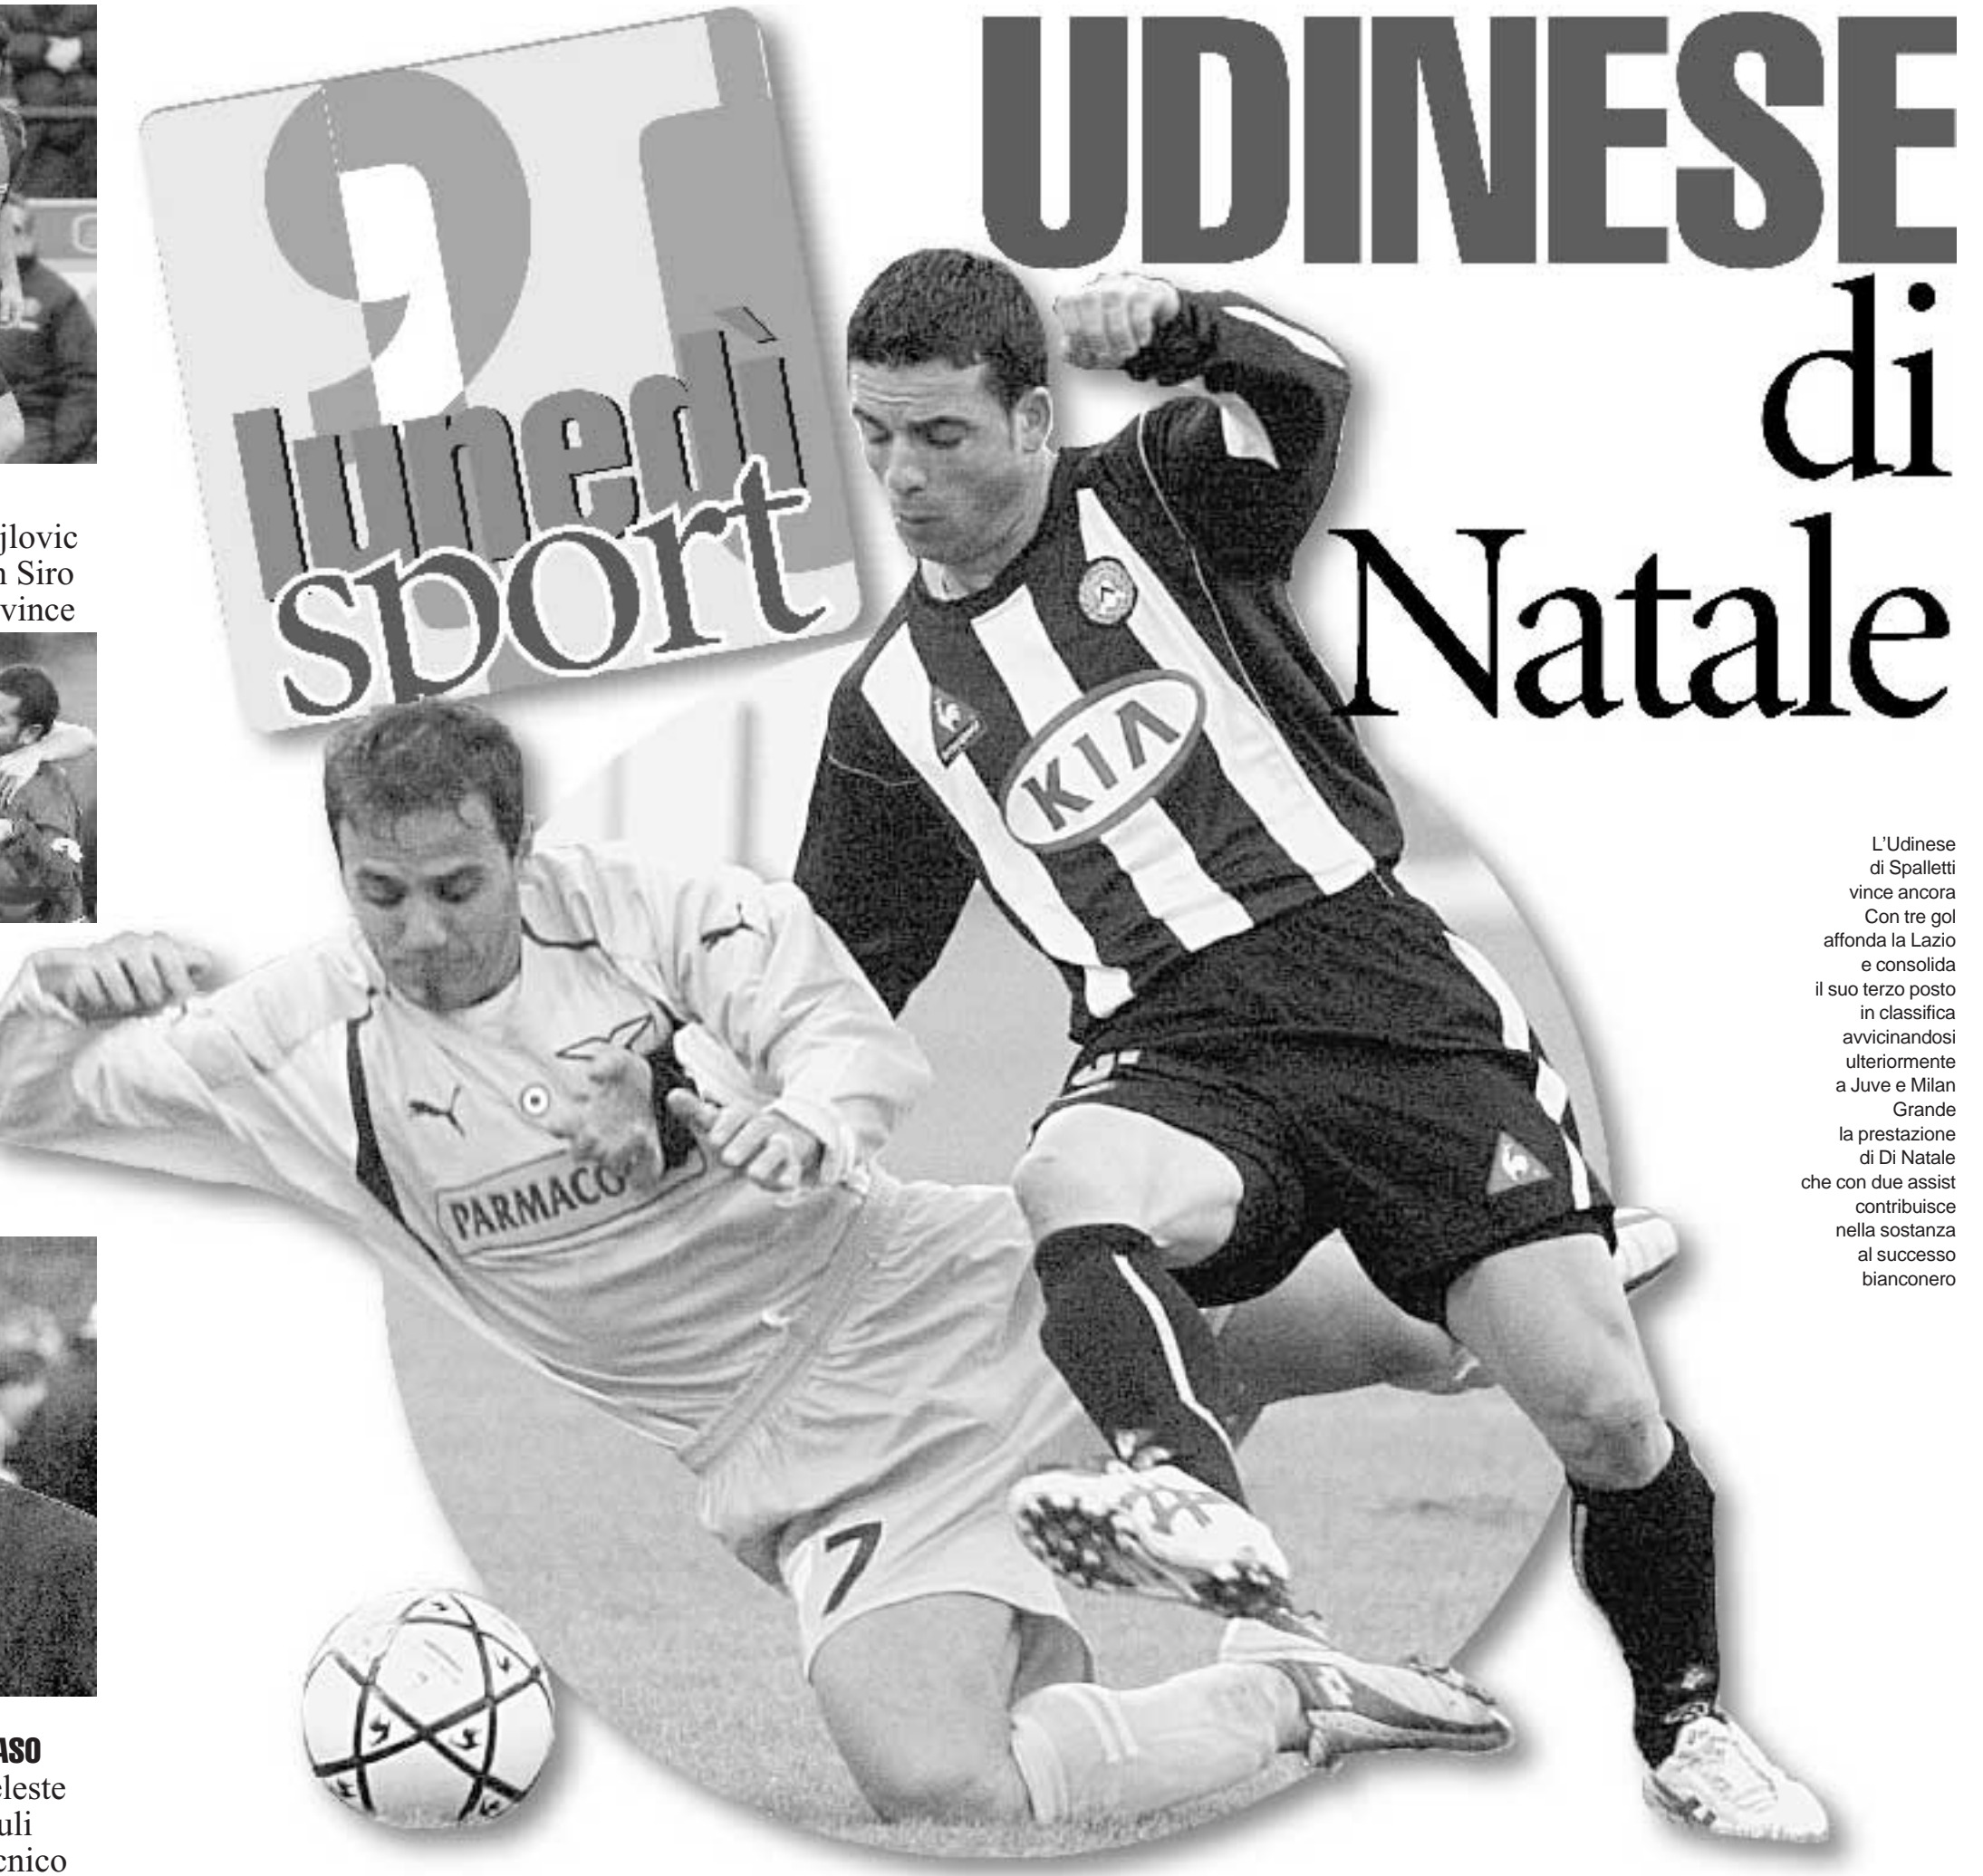 UDINESE
di
Natale
lunedì
sport
KIA
PARMACO
7
L'Udinese
di Spalletti
vince ancora
Con tre gol
affonda la Lazio
e consolida
il suo terzo posto
in classifica
avvicinandosi
ulteriormente
a Juve e Milan
Grande
la prestazione
di Di Natale
che con due assist
contribuisce
nella sostanza
al successo
bianconero
jlovic
n Siro
vince
ASO
eleste
uli
cnico